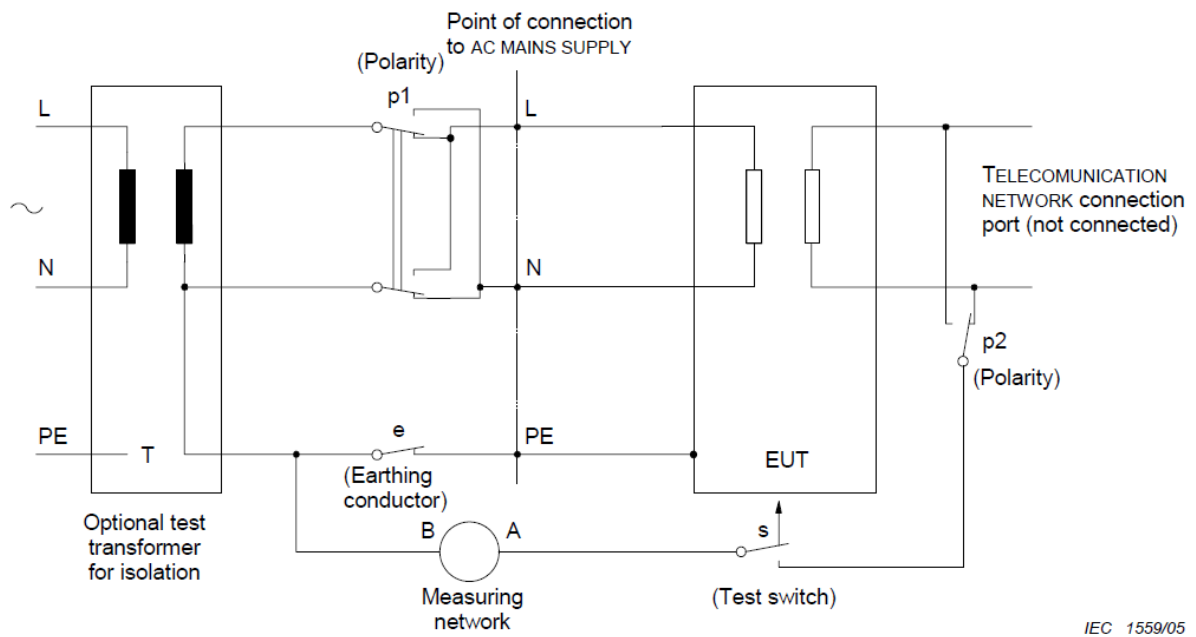 Point of connection
to AC MAINS SUPPLY
(Polarity)
p1
L
L
N
N
TELECOMUNICATION
NETWORK connection
port (not connected)
p2
(Polarity)
PE
T
e
PE
EUT
(Earthing
conductor)
Optional test
transformer
for isolation
B
A
s
Measuring
network
(Test switch)
IEC 1559/05